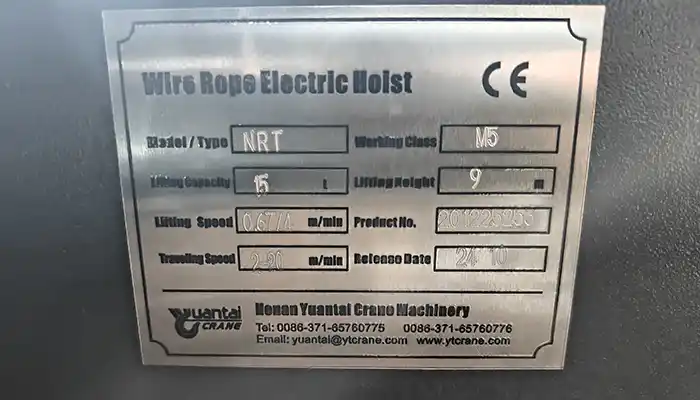 Wire Rope Electric Hoist CE
Model / Type NRT Working Class M5
Lifting Capacity 15 t Lifting Height 9 m
Lifting Speed 0.67/4 m/min Product No.
Traveling Speed 2-20 m/min Release Date 24 10
Yuantai CRANE
Henan Yuantai Crane Machinery
Tel: 0086-371-65760775 0086-371-65760776
Email: yuantai@ytcrane.com www.ytcrane.com